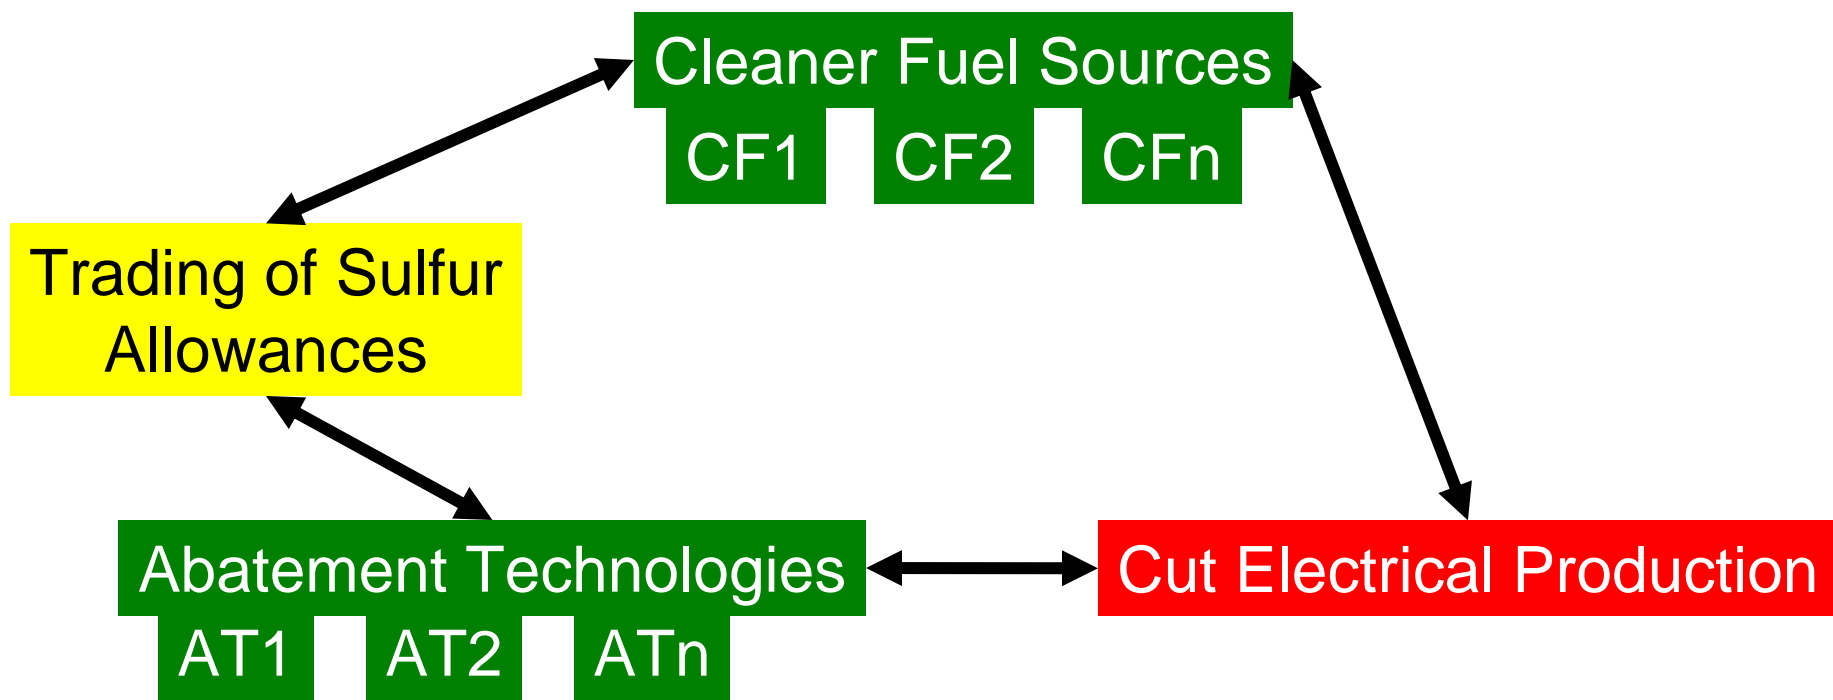 Cleaner Fuel Sources
CF1 CF2 CFn
Trading of Sulfur
Allowances
Abatement Technologies
AT1 AT2 ATn
Cut Electrical Production